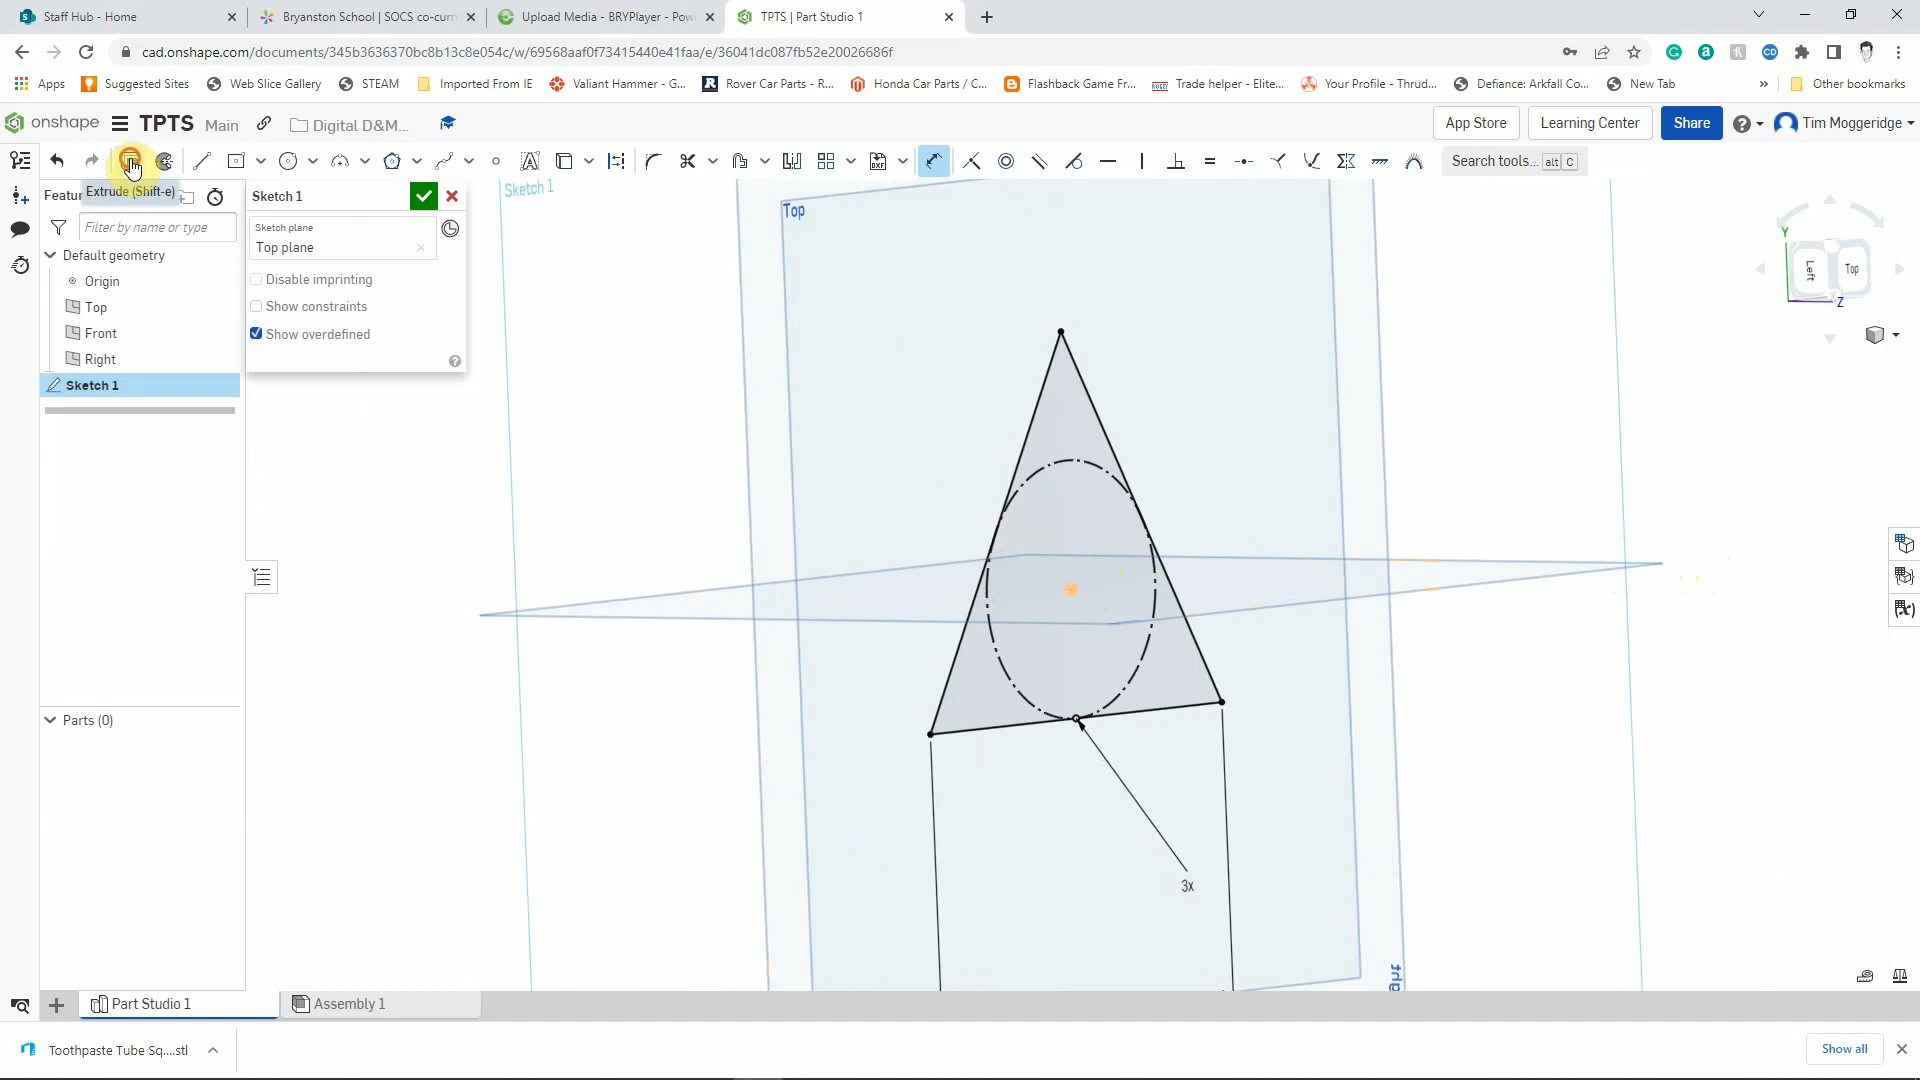 Staff Hub - Home
Bryanston School | SOCS co-curr
Upload Media - BRYPlayer - Pow
TPTS | Part Studio 1
cad.onshape.com/documents/345b3636370bc8b13c8e054c/w/69568aaf0f73415440e41faa/e/36041dc087fb52e20026686f
Apps
Suggested Sites
Web Slice Gallery
STEAM
Imported From IE
Valiant Hammer - G...
Rover Car Parts - R...
Honda Car Parts / C...
Flashback Game Fr...
Trade helper - Elite...
Your Profile - Thrud...
Defiance: Arkfall Co...
New Tab
»
Other bookmarks
onshape
TPTS
Main
Digital D&M...
App Store
Learning Center
Share
Tim Moggeridge
Search tools... alt C
Extrude (Shift-e)
Featu
Filter by name or type
Default geometry
Origin
Top
Front
Right
Sketch 1
Parts (0)
Sketch 1
Sketch plane
Top plane
Disable imprinting
Show constraints
Show overdefined
Sketch 1
Top
3x
Y
Left
Top
Z
Part Studio 1
Assembly 1
Toothpaste Tube Sq....stl
Show all